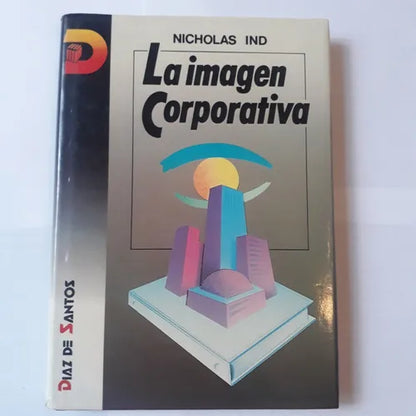 NICHOLAS IND
La imagen
Corporativa
DIAZ DE SANTOS